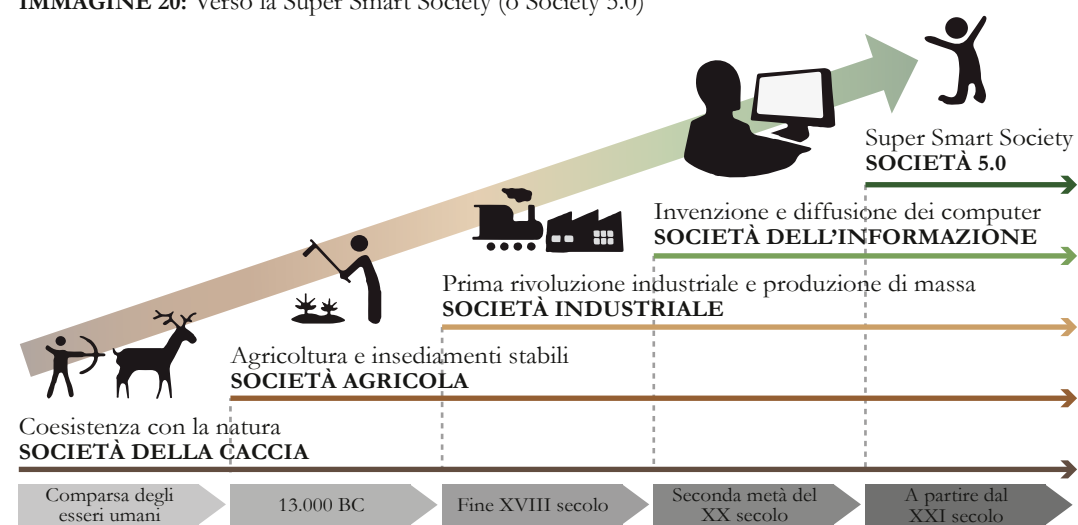 IMMAGINE 20: Verso la Super Smart Society (o Society 5.0)
Super Smart Society
SOCIETÀ 5.0
Invenzione e diffusione dei computer
SOCIETÀ DELL'INFORMAZIONE
Prima rivoluzione industriale e produzione di massa
SOCIETÀ INDUSTRIALE
Agricoltura e insediamenti stabili
SOCIETÀ AGRICOLA
Coesistenza con la natura
SOCIETÀ DELLA CACCIA
Comparsa degli
esseri umani
13.000 BC
Fine XVIII secolo
Seconda metà del
XX secolo
A partire dal
XXI secolo